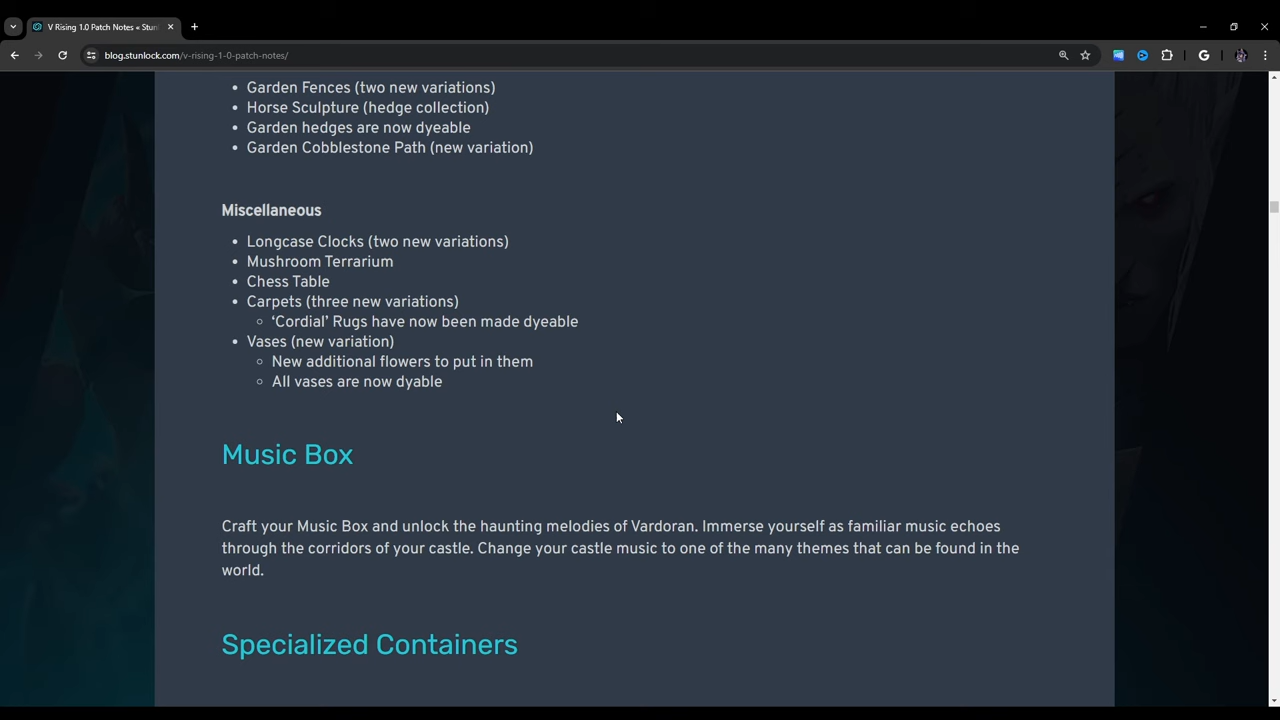 V Rising 1.0 Patch Notes « Stun
blog.stunlock.com/v-rising-1-0-patch-notes/
Garden Fences (two new variations)
Horse Sculpture (hedge collection)
Garden hedges are now dyeable
Garden Cobblestone Path (new variation)
Miscellaneous
Longcase Clocks (two new variations)
Mushroom Terrarium
Chess Table
Carpets (three new variations)
‘Cordial’ Rugs have now been made dyeable
Vases (new variation)
New additional flowers to put in them
All vases are now dyable
Music Box
Craft your Music Box and unlock the haunting melodies of Vardoran. Immerse yourself as familiar music echoes
through the corridors of your castle. Change your castle music to one of the many themes that can be found in the
world.
Specialized Containers